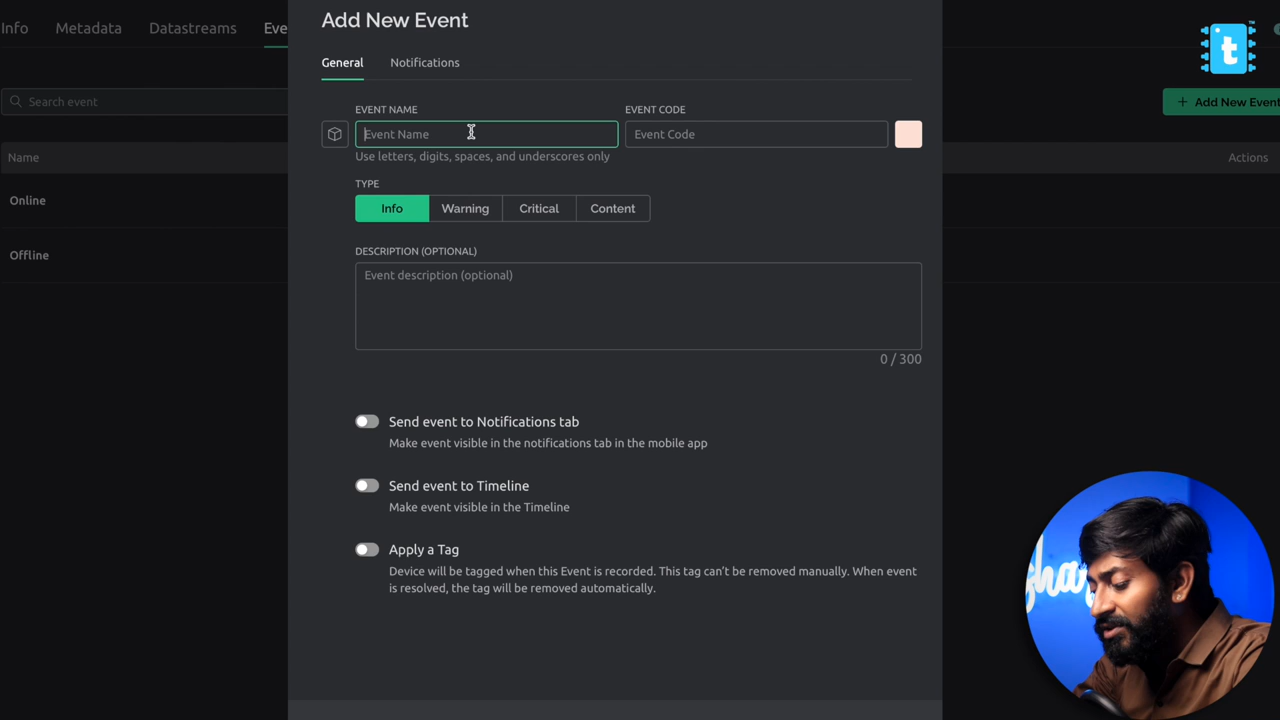 Add New Event
Info Metadata Datastreams Eve
t
General Notifications
Search event
+ Add New Event
EVENT NAME EVENT CODE
Event Name Event Code
Use letters, digits, spaces, and underscores only
Name Actions
TYPE
Online
Info Warning Critical Content
DESCRIPTION (OPTIONAL)
Offline
Event description (optional)
0 / 300
Send event to Notifications tab
Make event visible in the notifications tab in the mobile app
Send event to Timeline
Make event visible in the Timeline
Apply a Tag
Device will be tagged when this Event is recorded. This tag can’t be removed manually. When event
is resolved, the tag will be removed automatically.